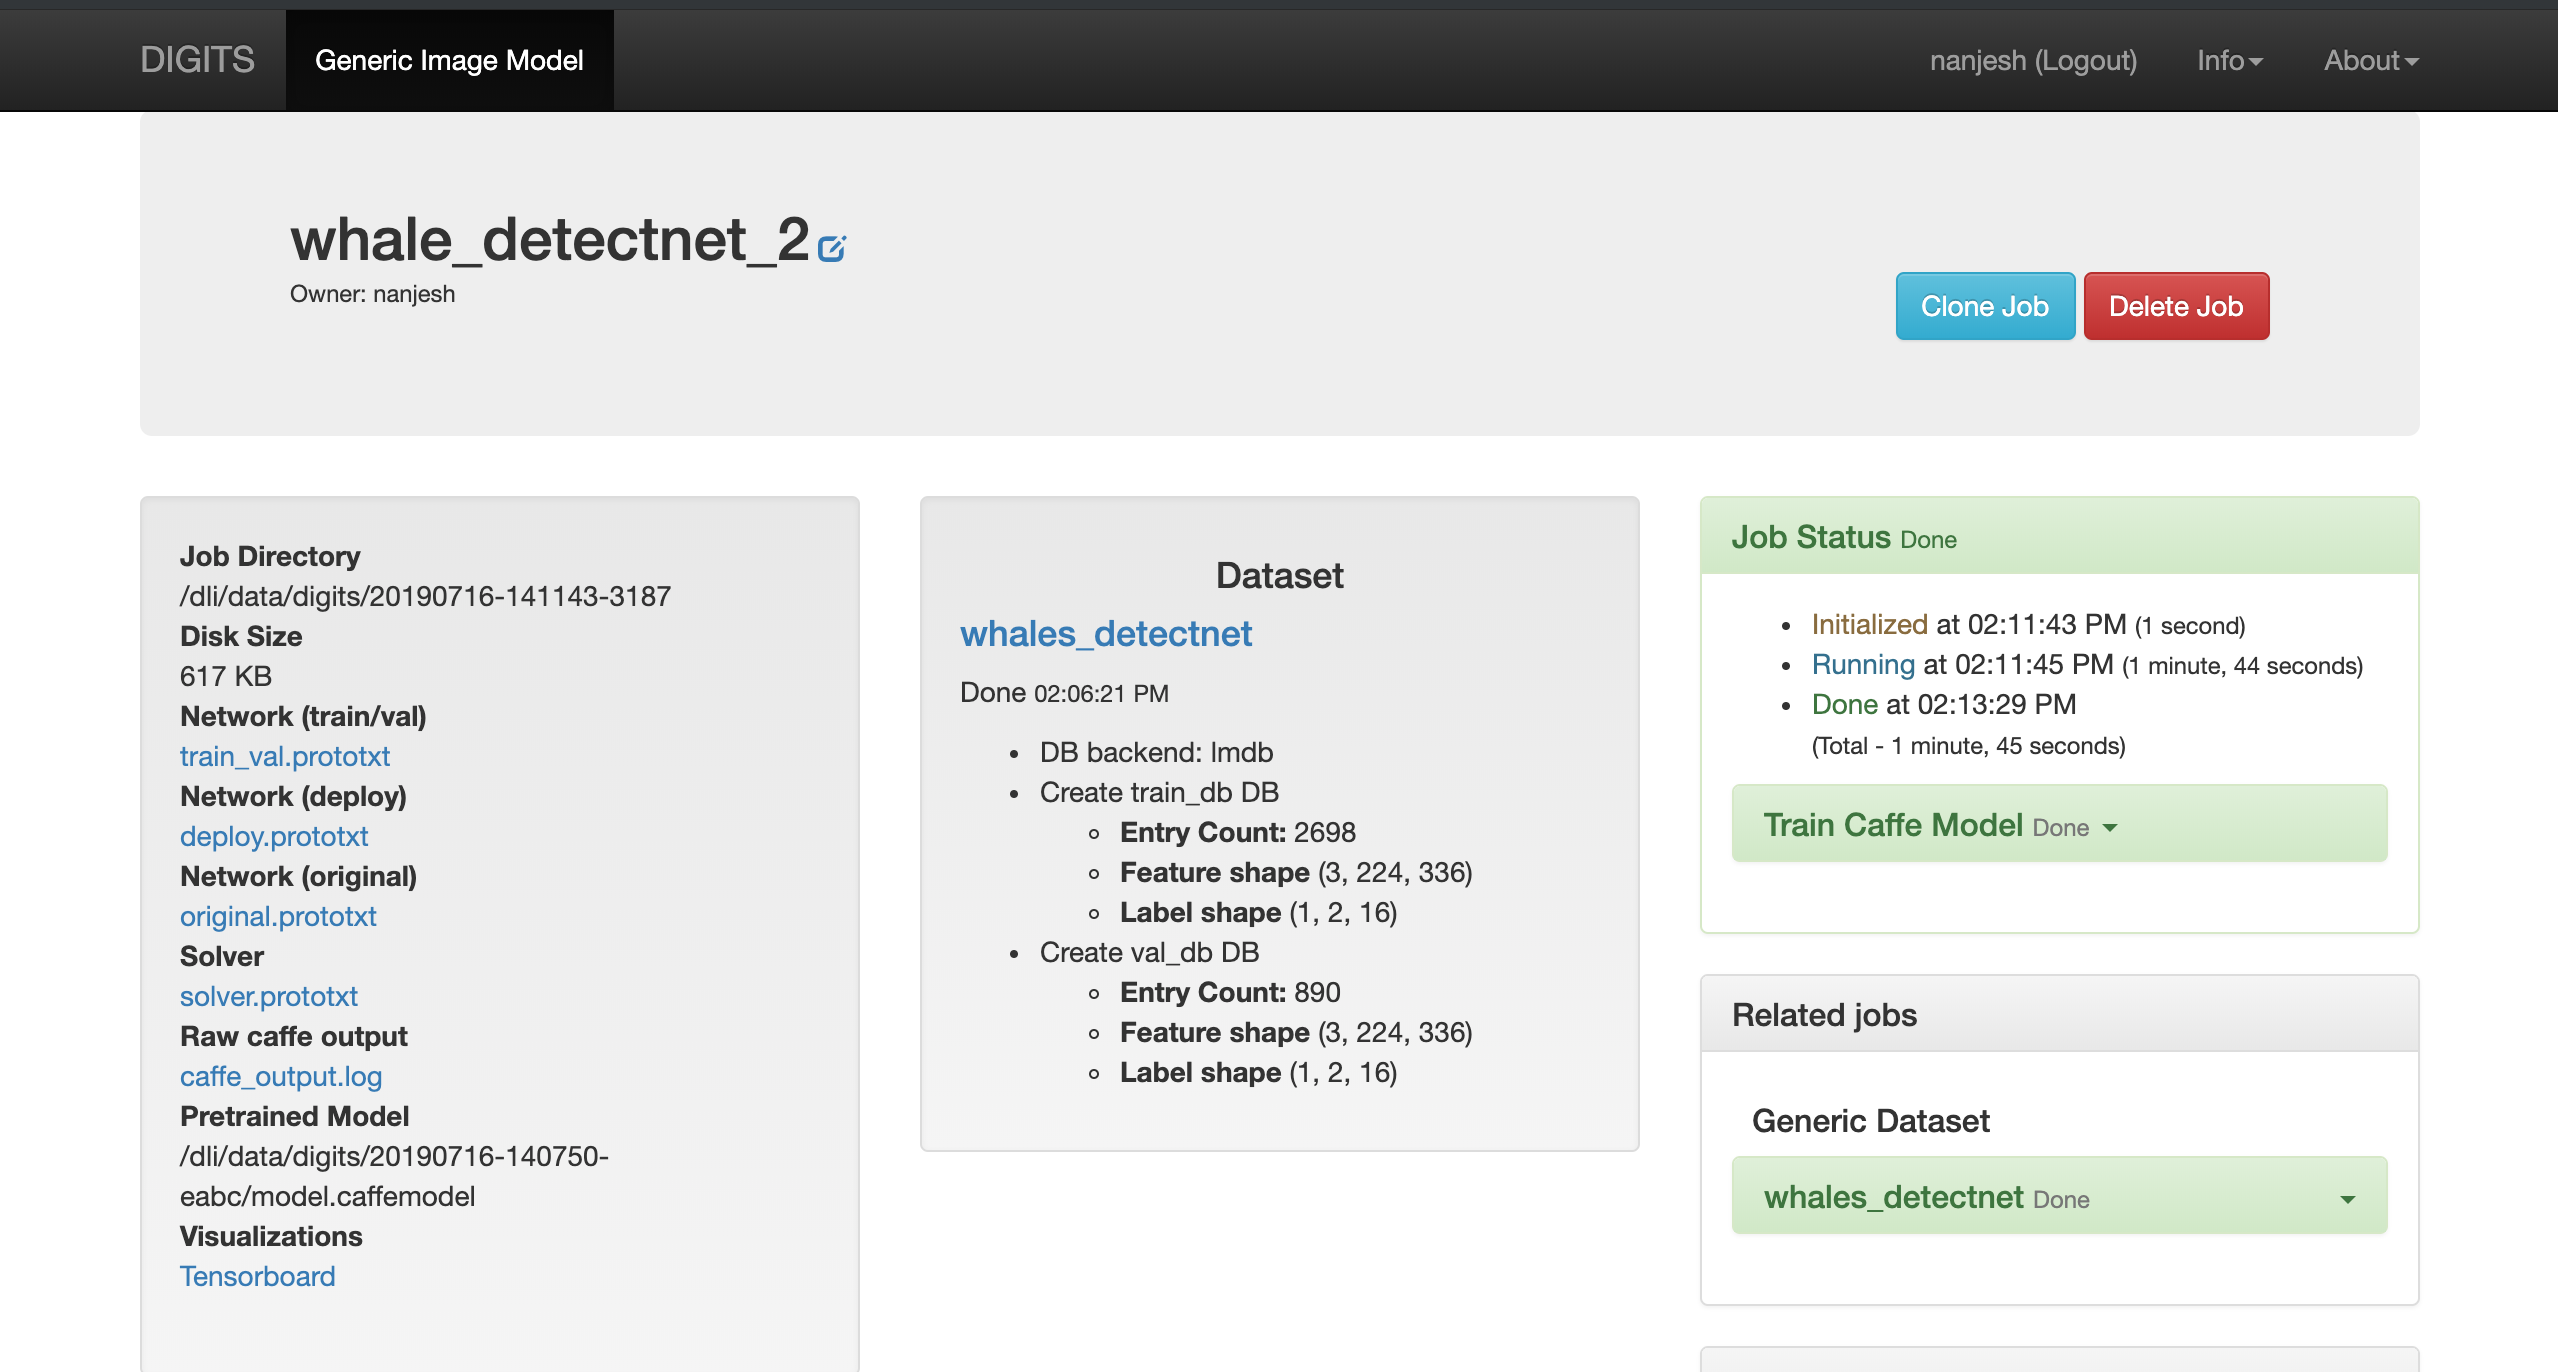 DIGITS Generic Image Model nanjesh (Logout) Info About
whale_detectnet_2
Owner: nanjesh
Clone Job Delete Job
Job Directory
/dli/data/digits/20190716-141143-3187
Disk Size
617 KB
Network (train/val)
train_val.prototxt
Network (deploy)
deploy.prototxt
Network (original)
original.prototxt
Solver
solver.prototxt
Raw caffe output
caffe_output.log
Pretrained Model
/dli/data/digits/20190716-140750-
eabc/model.caffemodel
Visualizations
Tensorboard
Dataset
whales_detectnet
Done 02:06:21 PM
DB backend: lmdb
Create train_db DB
Entry Count: 2698
Feature shape (3, 224, 336)
Label shape (1, 2, 16)
Create val_db DB
Entry Count: 890
Feature shape (3, 224, 336)
Label shape (1, 2, 16)
Job Status Done
Initialized at 02:11:43 PM (1 second)
Running at 02:11:45 PM (1 minute, 44 seconds)
Done at 02:13:29 PM
(Total - 1 minute, 45 seconds)
Train Caffe Model Done
Related jobs
Generic Dataset
whales_detectnet Done